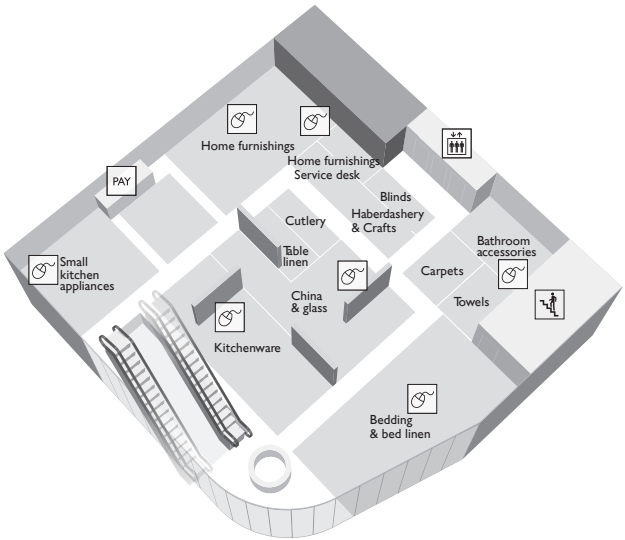 Home furnishings
Home furnishings
Service desk
PAY
Blinds
Haberdashery
& Crafts
Cutlery
Table
linen
Bathroom
accessories
Small
kitchen
appliances
Carpets
China
& glass
Towels
Kitchenware
Bedding
& bed linen